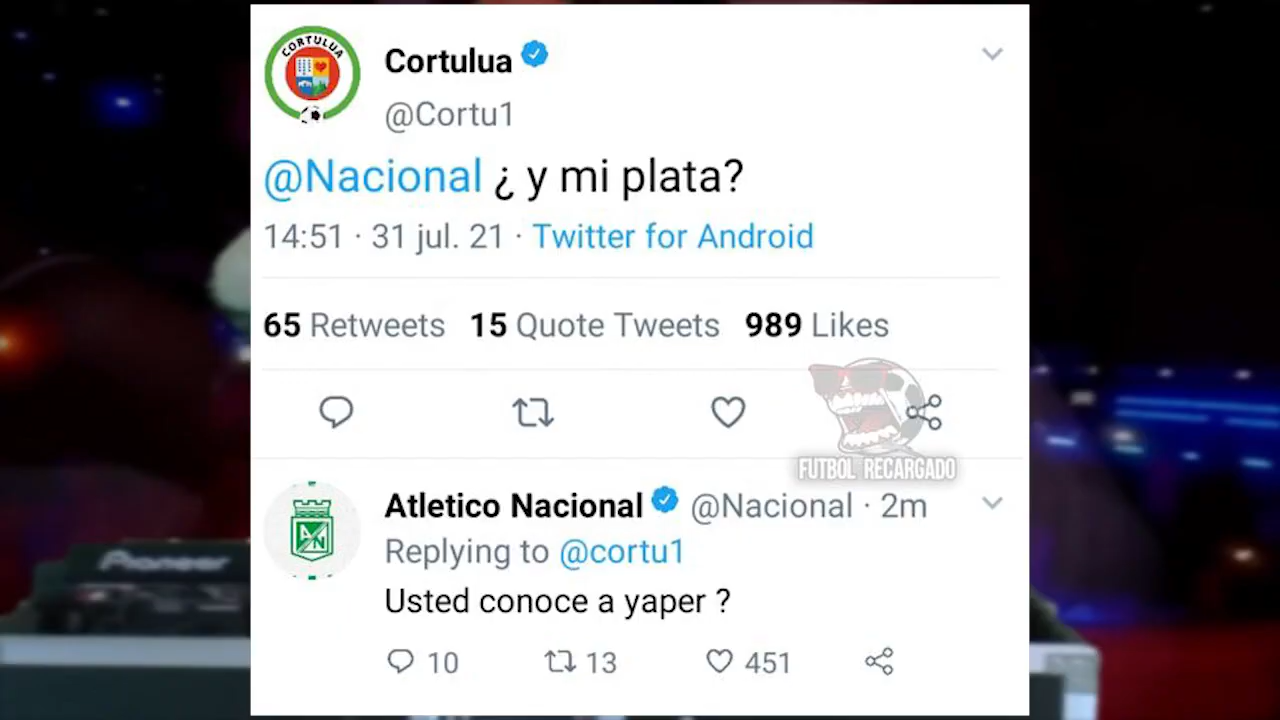 CORTULUA
Cortulua
@Cortu1
@Nacional ¿ y mi plata?
14:51 · 31 jul. 21 · Twitter for Android
65 Retweets 15 Quote Tweets 989 Likes
FUTBOL RECARGADO
AN
Atletico Nacional @Nacional · 2m
Replying to @cortu1
Usted conoce a yaper ?
10 13 451
Pioneer